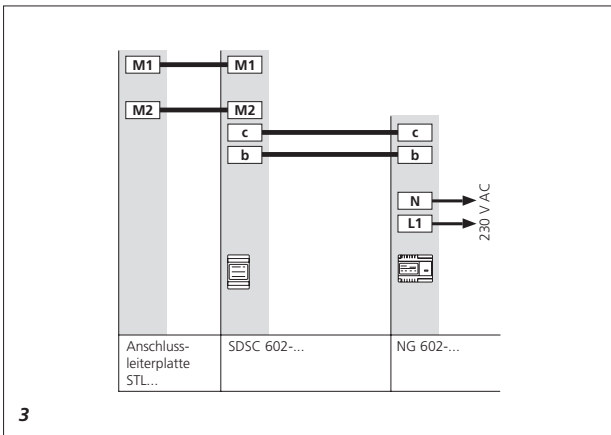 M1 M1
M2 M2
c c
b b
N
L1
230 V AC
Anschluss-
leiterplatte
STL...
SDSC 602-...
NG 602-...
3